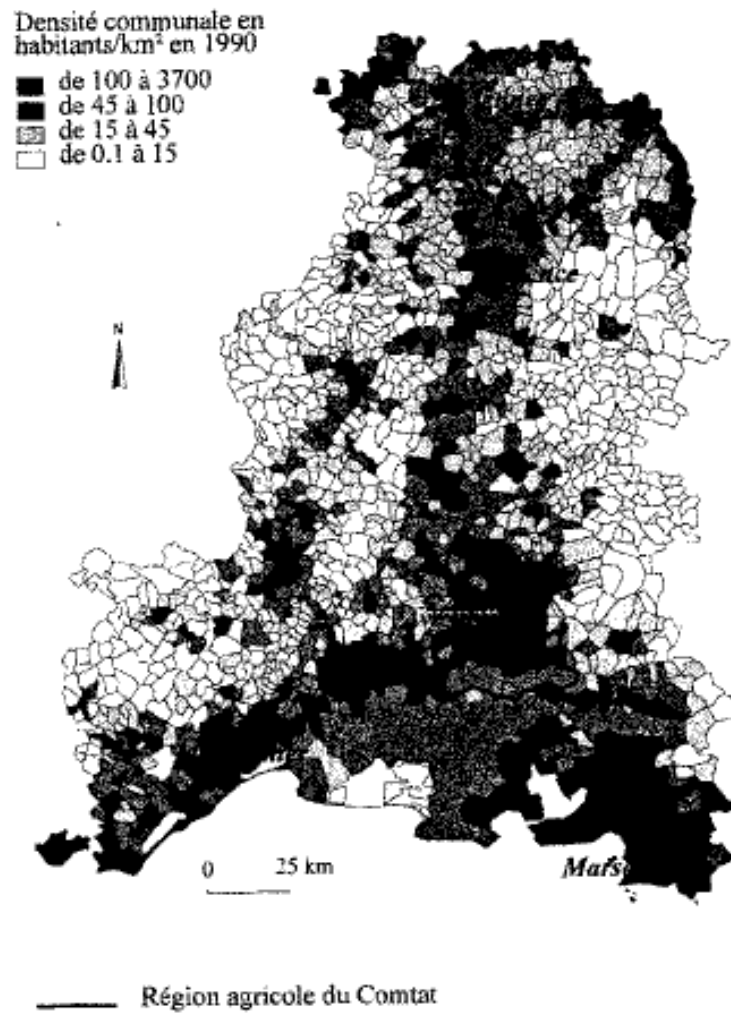 Densité communale en
habitants/km² en 1990
de 100 à 3700
de 45 à 100
de 15 à 45
de 0.1 à 15
N
0 25 km
Région agricole du Comtat